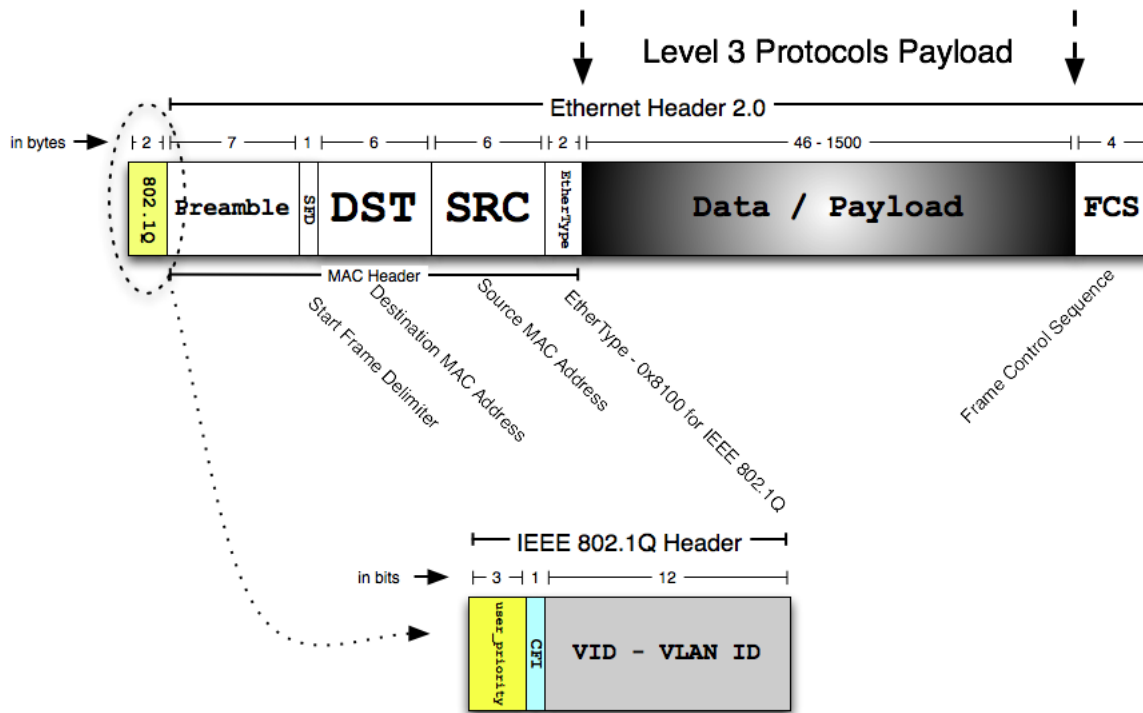 Level 3 Protocols Payload
Ethernet Header 2.0
in bytes
2
7
1
6
6
2
46 - 1500
4
802.1Q
Preamble
SFD
DST
SRC
EtherType
Data / Payload
FCS
MAC Header
Start Frame Delimiter
Destination MAC Address
Source MAC Address
EtherType - 0x8100 for IEEE 802.1Q
Frame Control Sequence
IEEE 802.1Q Header
in bits
3
1
12
user_priority
CFI
VID - VLAN ID